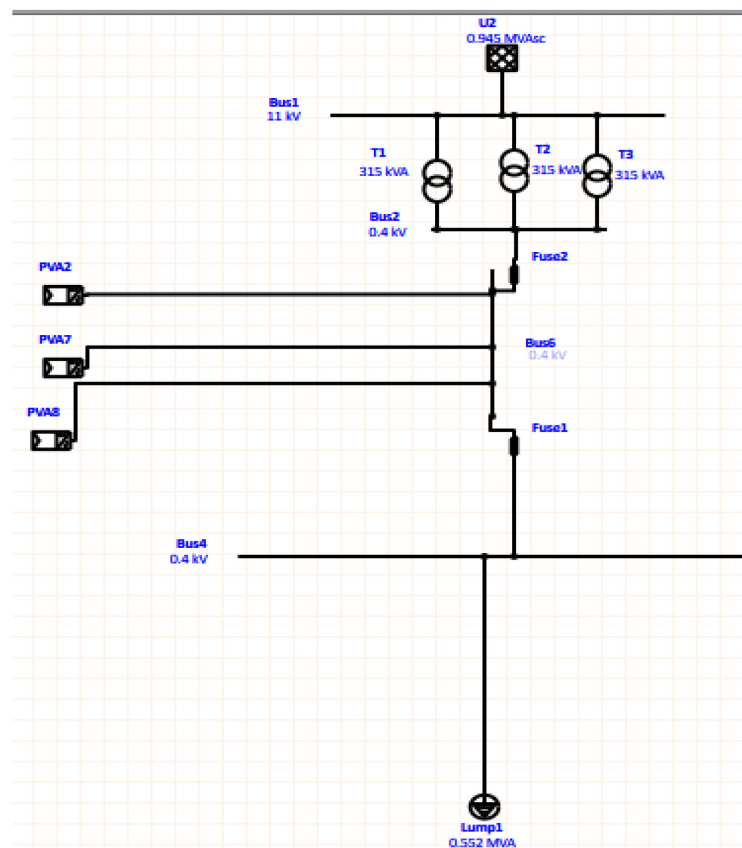 U2
0.945 MVAsc
Bus1
11 kV
T1
315 kVA
T2
315 kVA
T3
315 kVA
Bus2
0.4 kV
Fuse2
PVA2
PVA7
Bus6
0.4 kV
PVA8
Fuse1
Bus4
0.4 kV
Lump1
0.552 MVA